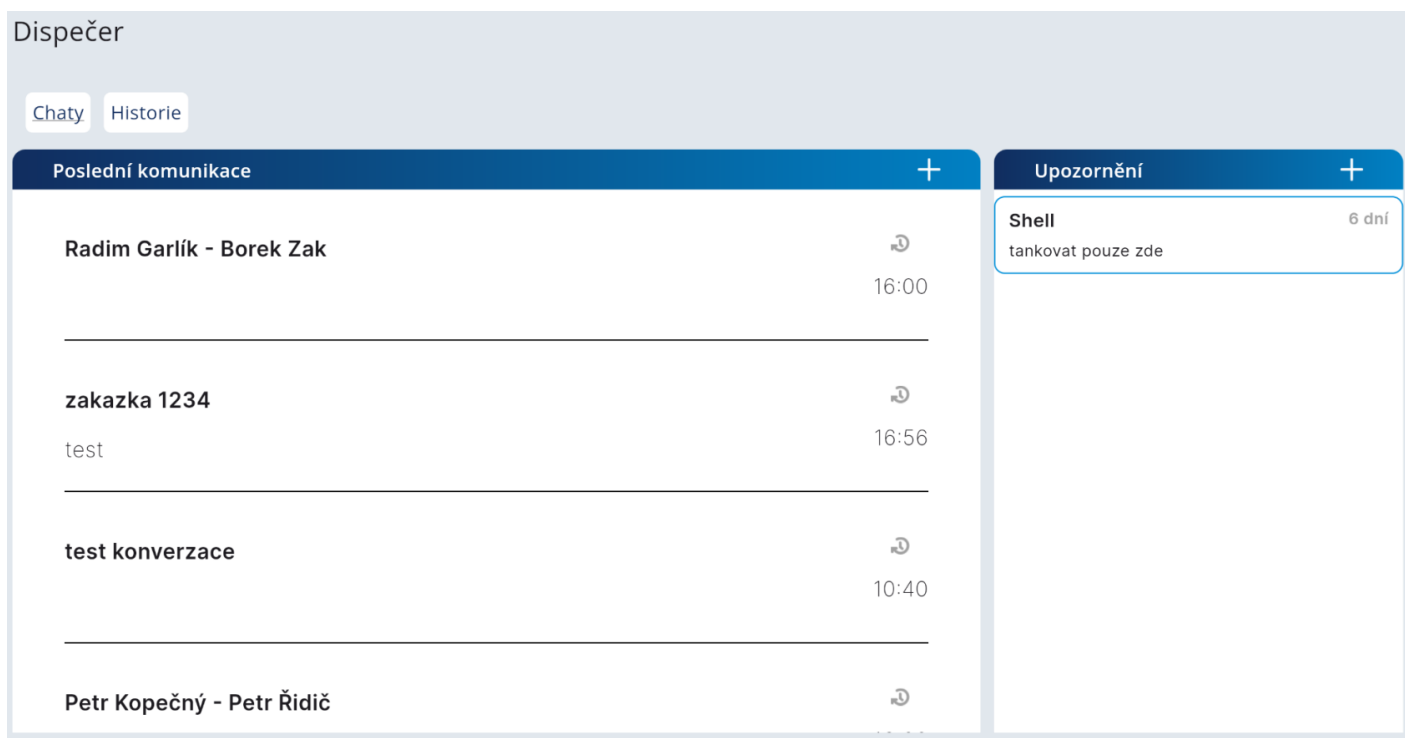 Dispečer
Chaty Historie
Poslední komunikace
Radim Garlík - Borek Zak
16:00
zakazka 1234
16:56
test
test konverzace
10:40
Petr Kopečný - Petr Řidič
Upozornění
Shell 6 dní
tankovat pouze zde